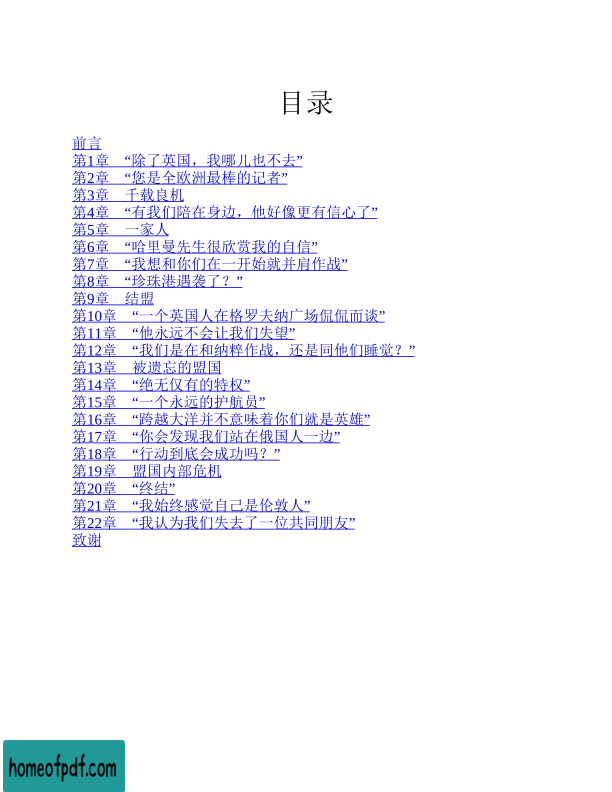 目录
前言
第1章　“除了英国，我哪儿也不去”
第2章　“您是全欧洲最棒的记者”
第3章　千载良机
第4章　“有我们陪在身边，他好像更有信心了”
第5章　一家人
第6章　“哈里曼先生很欣赏我的自信”
第7章　“我想和你们在一开始就并肩作战”
第8章　“珍珠港遇袭了？”
第9章　结盟
第10章　“一个英国人在格罗夫纳广场侃侃而谈”
第11章　“他永远不会让我们失望”
第12章　“我们是在和纳粹作战，还是同他们睡觉？”
第13章　被遗忘的盟国
第14章　“绝无仅有的特权”
第15章　“一个永远的护航员”
第16章　“跨越大洋并不意味着你们就是英雄”
第17章　“你会发现我们站在俄国人一边”
第18章　“行动到底会成功吗？”
第19章　盟国内部危机
第20章　“终结”
第21章　“我始终感觉自己是伦敦人”
第22章　“我认为我们失去了一位共同朋友”
致谢
homeofpdf.com